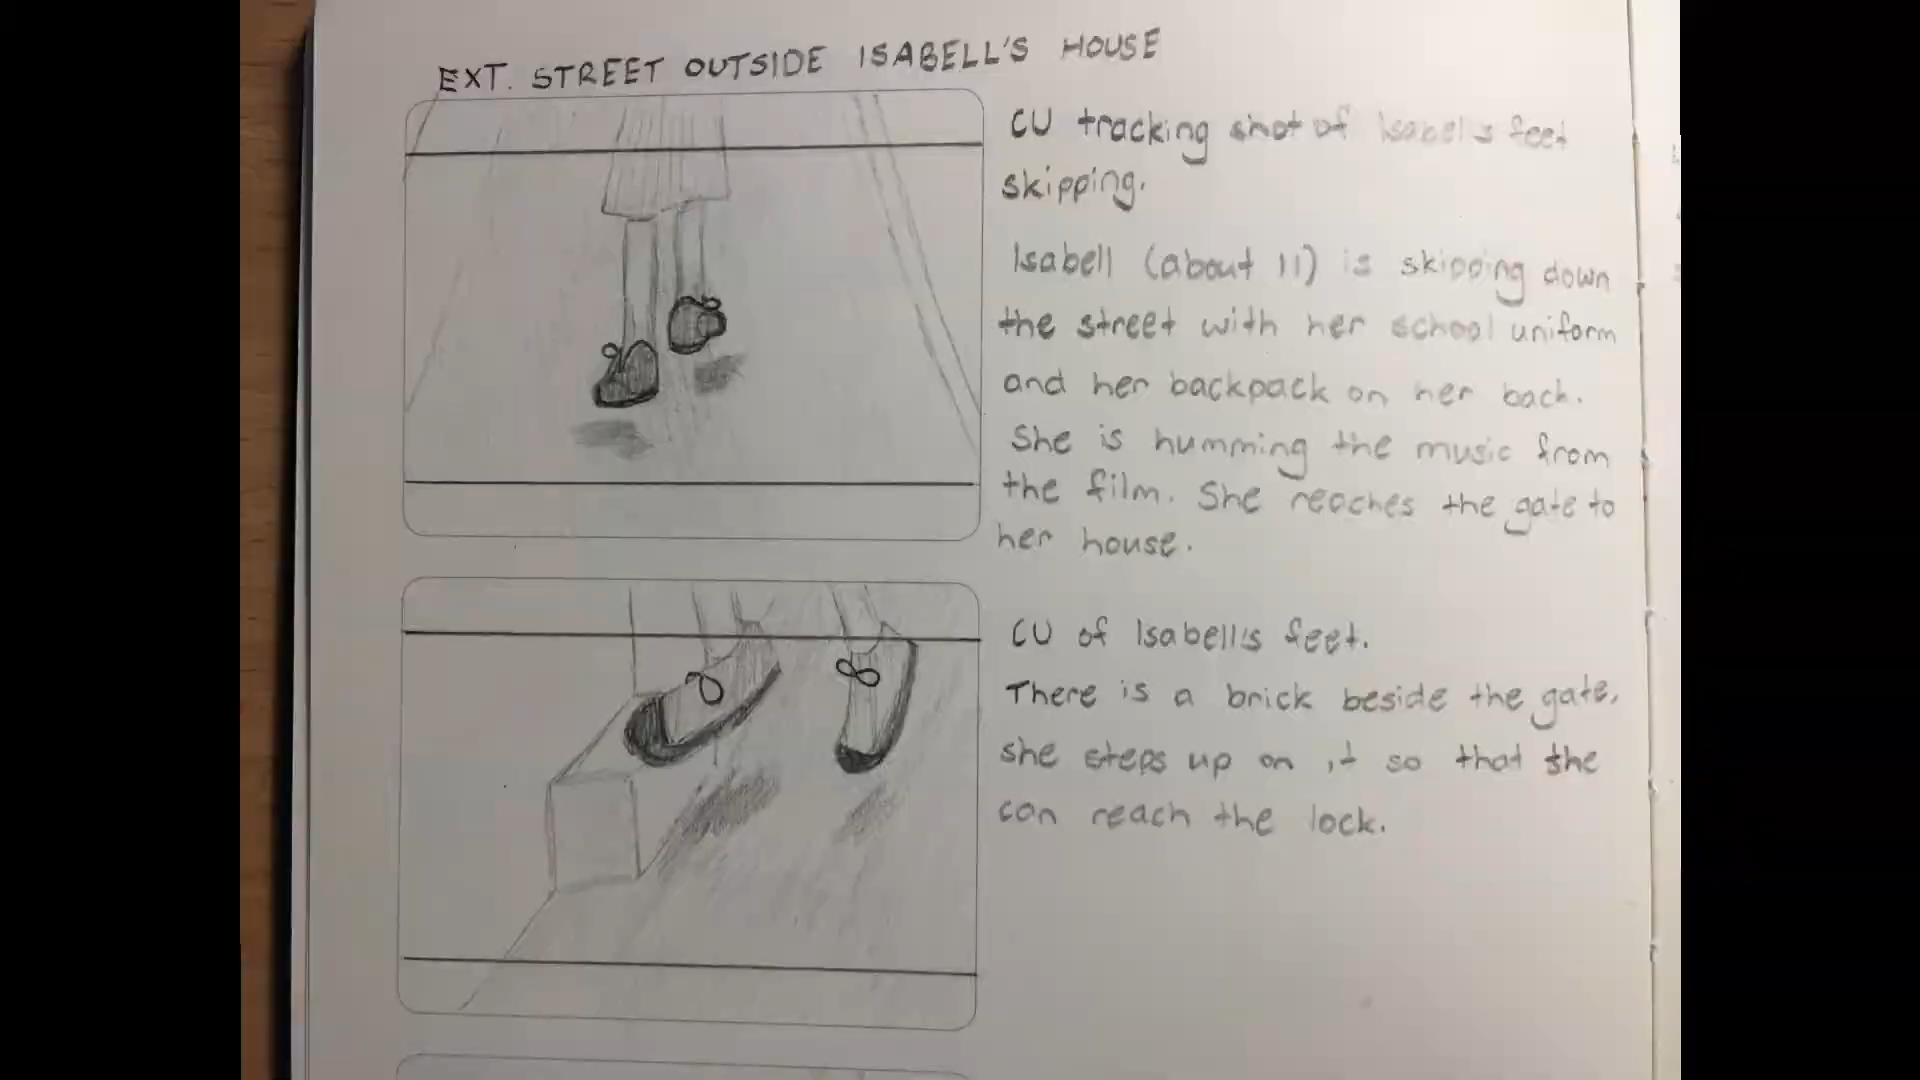 EXT. STREET OUTSIDE ISABELL'S HOUSE
CU tracking shot of Isabel's feet
skipping.
Isabell (about 11) is skipping down
the street with her school uniform
and her backpack on her back.
She is humming the music from
the film. She reaches the gate to
her house.
CU of Isabell's feet.
There is a brick beside the gate,
she steps up on it so that she
can reach the lock.